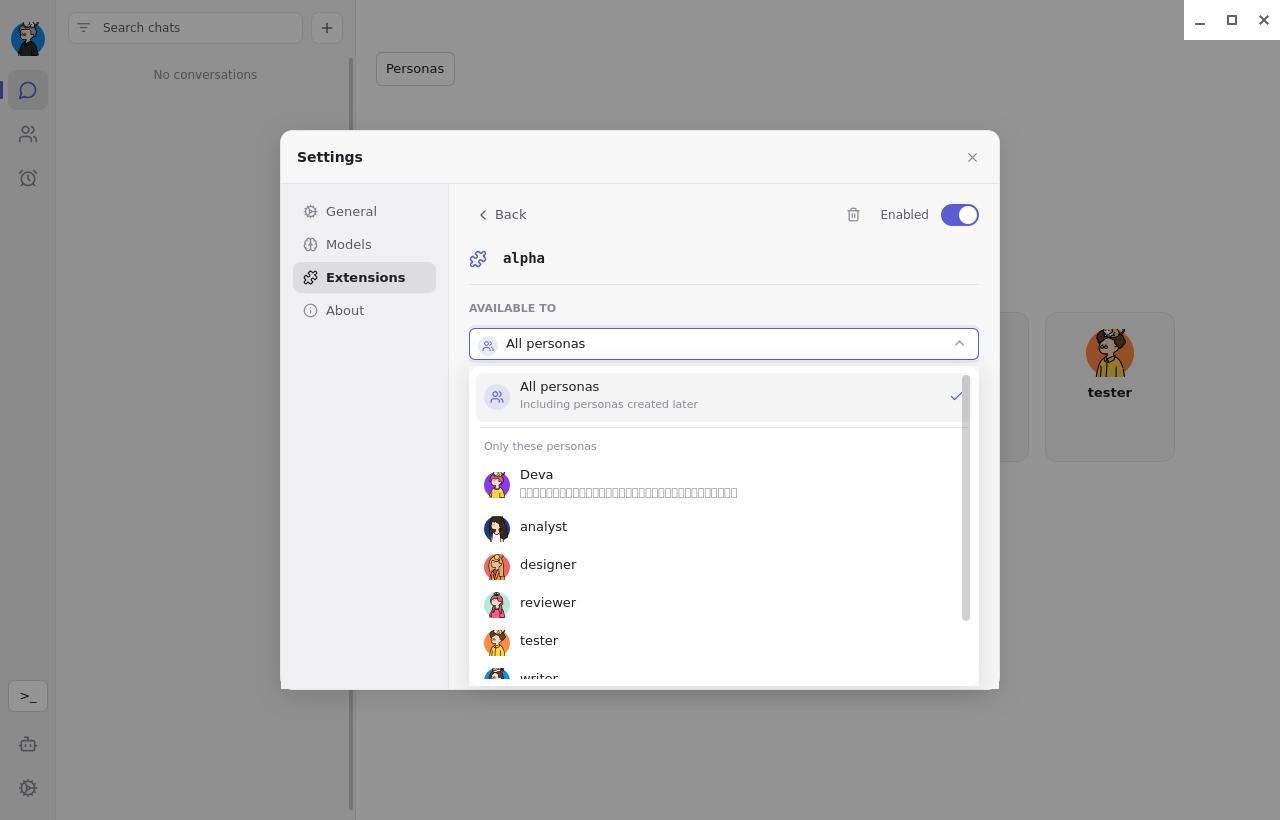 Search chats
No conversations
Personas
Settings
General
Models
Extensions
About
Back
Enabled
alpha
AVAILABLE TO
All personas
All personas
Including personas created later
Only these personas
Deva
analyst
designer
reviewer
tester
writer
tester
>_